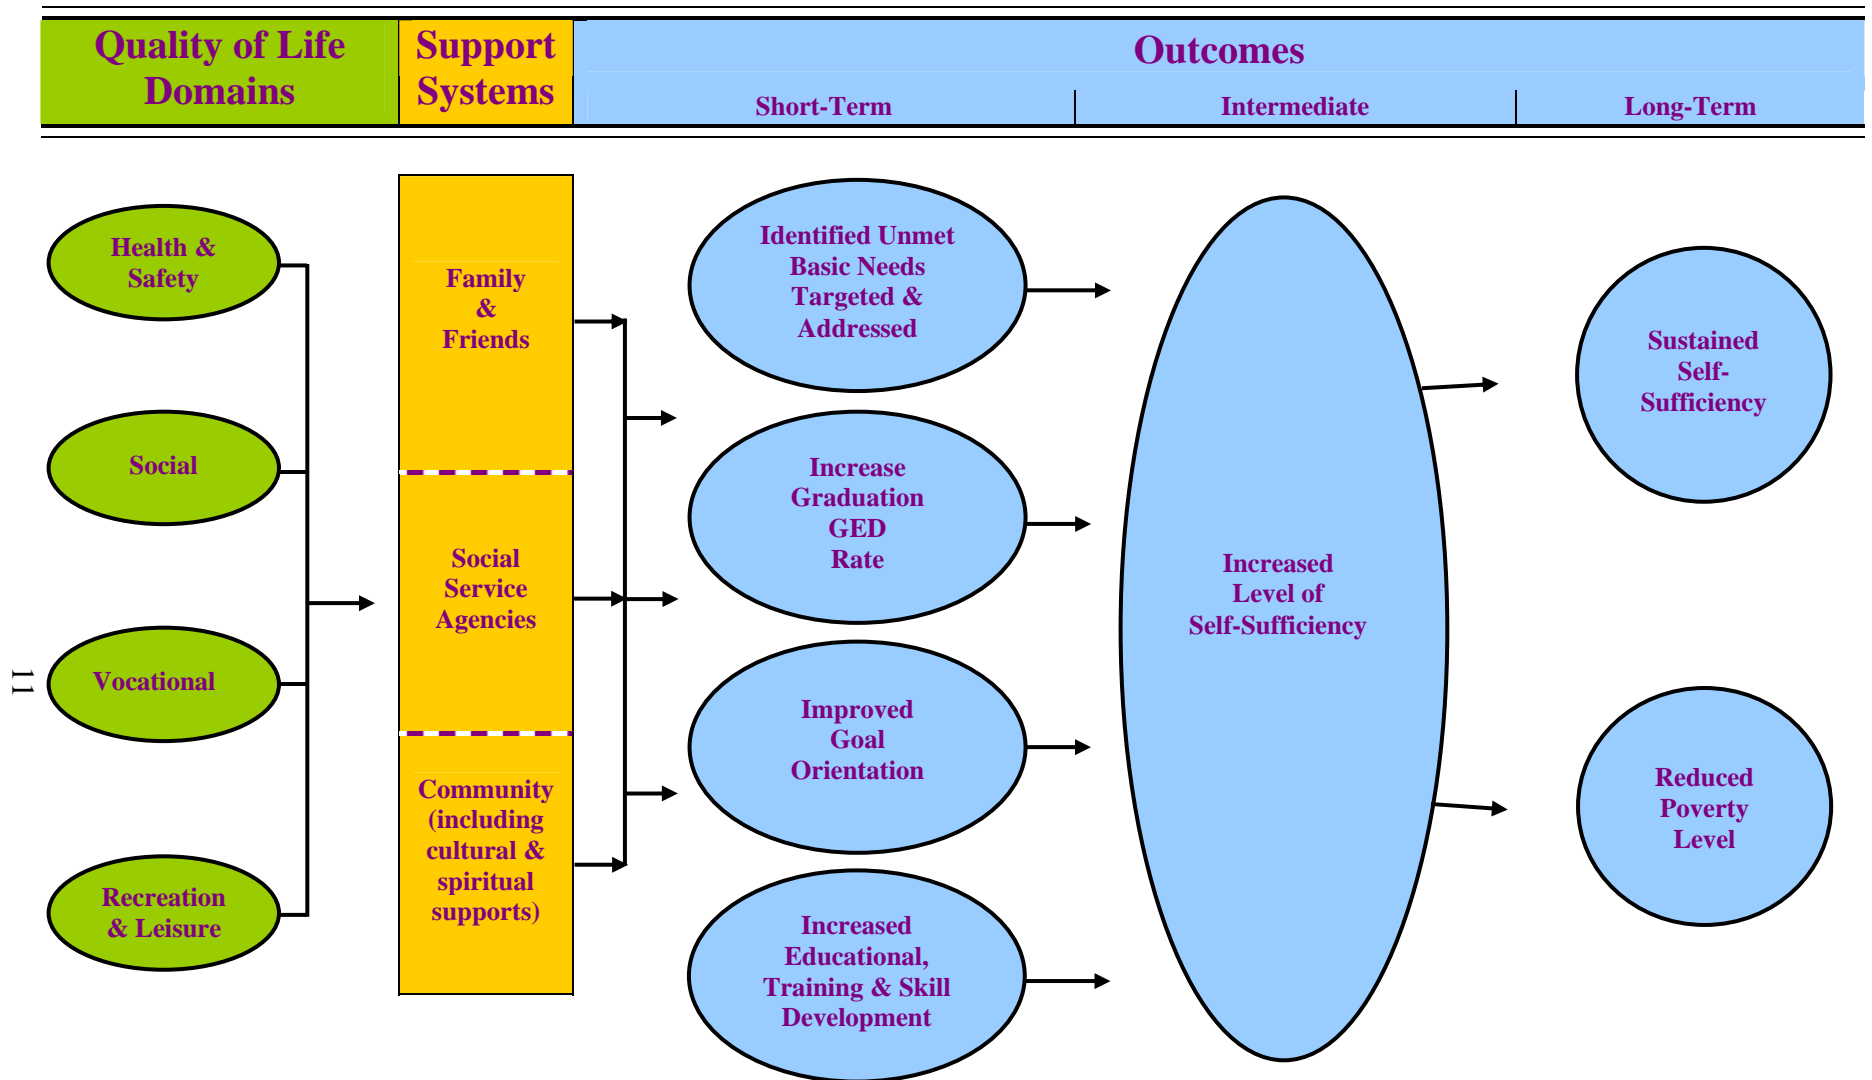 Quality of Life
Domains
Support
Systems
Outcomes
Short-Term
Intermediate
Long-Term
Health &
Safety
Social
Vocational
Recreation
& Leisure
Family
&
Friends
Social
Service
Agencies
Community
(including
cultural &
spiritual
supports)
Identified Unmet
Basic Needs
Targeted &
Addressed
Increase
Graduation
GED
Rate
Improved
Goal
Orientation
Increased
Educational,
Training & Skill
Development
Increased
Level of
Self-Sufficiency
Sustained
Self-
Sufficiency
Reduced
Poverty
Level
11